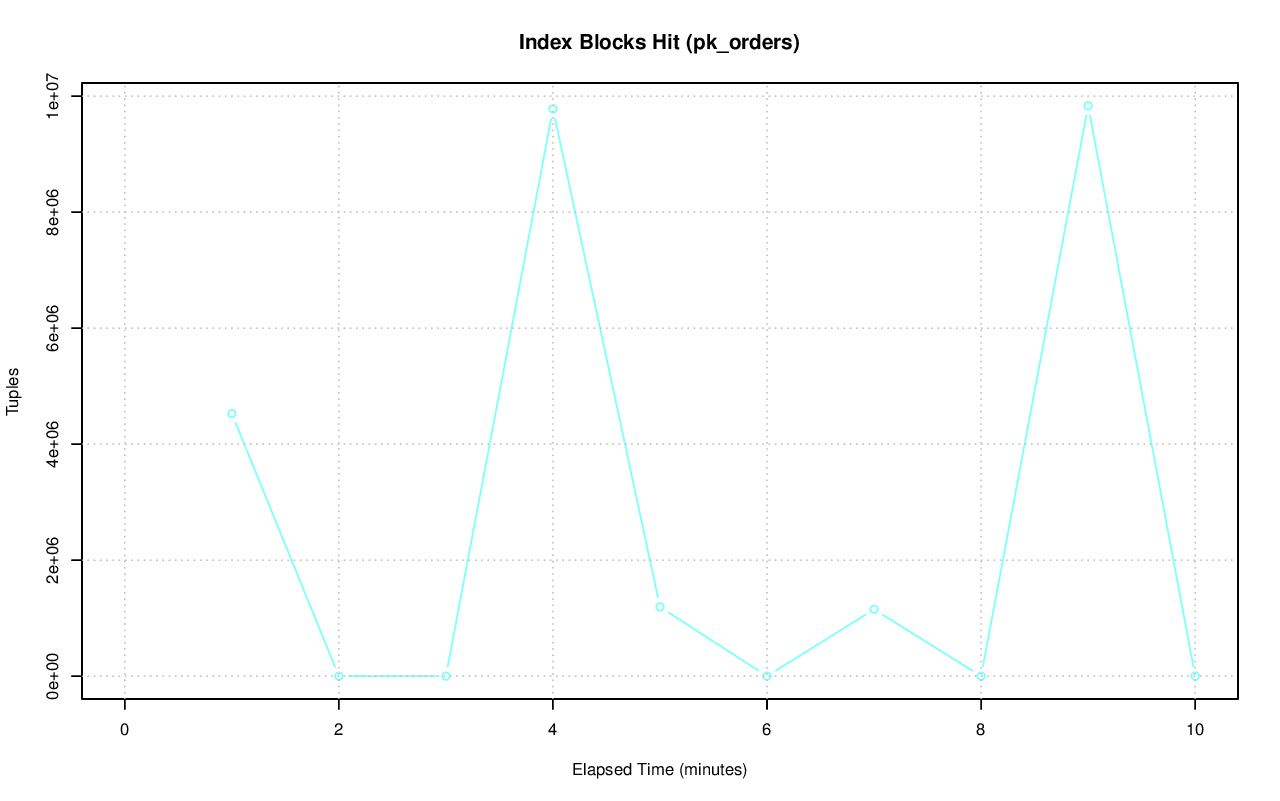 Index Blocks Hit (pk_orders)
1e+07
8e+06
6e+06
4e+06
2e+06
0e+00
Tuples
0 2 4 6 8 10
Elapsed Time (minutes)